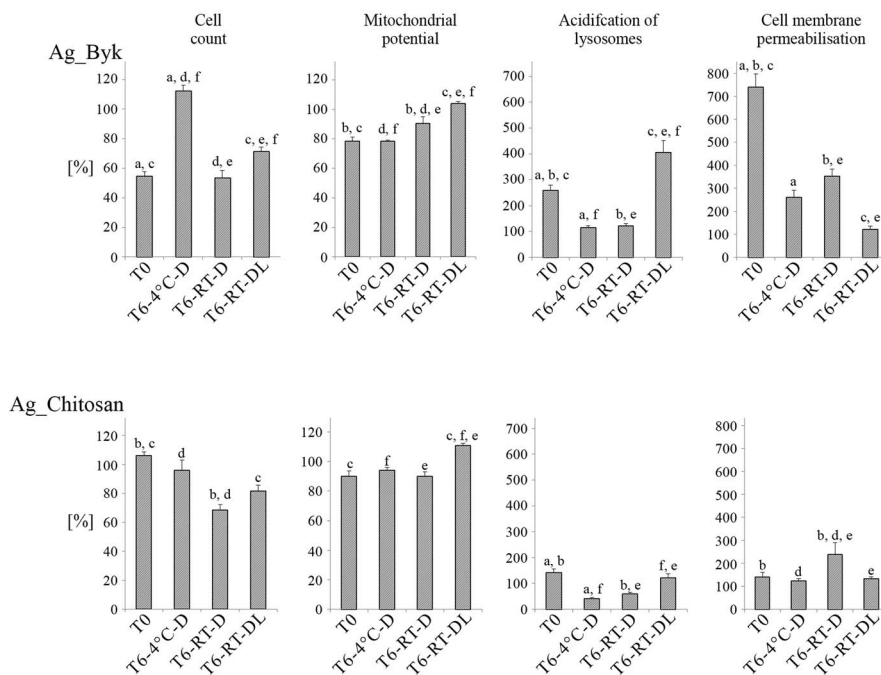 Cell
count
Mitochondrial
potential
Acidifcation of
lysosomes
Cell membrane
permeabilisation
Ag_Byk
[%]
120
100
80
60
40
20
0
a, c
a, d, f
d, e
c, e, f
T0
T6-4°C-D
T6-RT-D
T6-RT-DL
120
100
80
60
40
20
0
b, c
d, f
b, d, e
c, e, f
T0
T6-4°C-D
T6-RT-D
T6-RT-DL
700
600
500
400
300
200
100
0
a, b, c
a, f
b, e
c, e, f
T0
T6-4°C-D
T6-RT-D
T6-RT-DL
800
700
600
500
400
300
200
100
0
a, b, c
a
b, e
c, e
T0
T6-4°C-D
T6-RT-D
T6-RT-DL
Ag_Chitosan
[%]
120
100
80
60
40
20
0
b, c
d
b, d
c
T0
T6-4°C-D
T6-RT-D
T6-RT-DL
120
100
80
60
40
20
0
c
f
e
c, f, e
T0
T6-4°C-D
T6-RT-D
T6-RT-DL
700
600
500
400
300
200
100
0
a, b
a, f
b, e
f, e
T0
T6-4°C-D
T6-RT-D
T6-RT-DL
800
700
600
500
400
300
200
100
0
b
d
b, d, e
e
T0
T6-4°C-D
T6-RT-D
T6-RT-DL